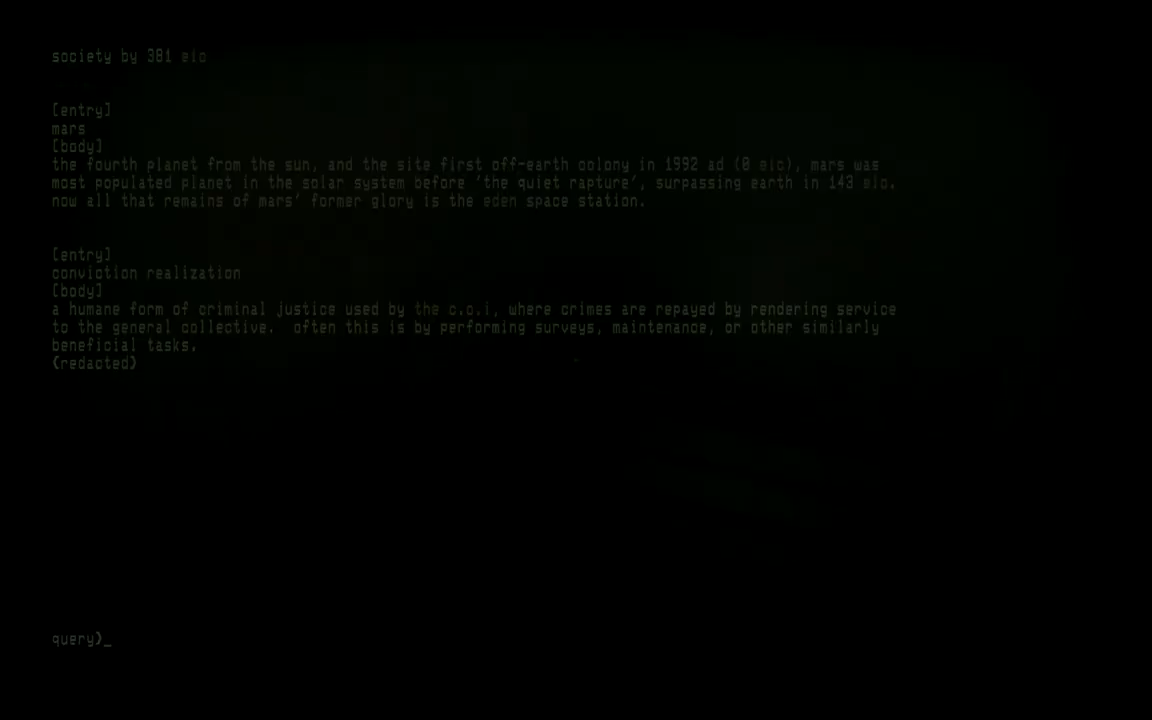 society by 381 eic
[entry]
mars
[body]
the fourth planet from the sun, and the site first off-earth colony in 1992 ad (0 eic), mars was
most populated planet in the solar system before 'the quiet rapture', surpassing earth in 143 eic.
now all that remains of mars' former glory is the eden space station.
[entry]
conviction realization
[body]
a humane form of criminal justice used by the c.o.i, where crimes are repayed by rendering service
to the general collective.  often this is by performing surveys, maintenance, or other similarly
beneficial tasks.
(redacted)
query)_